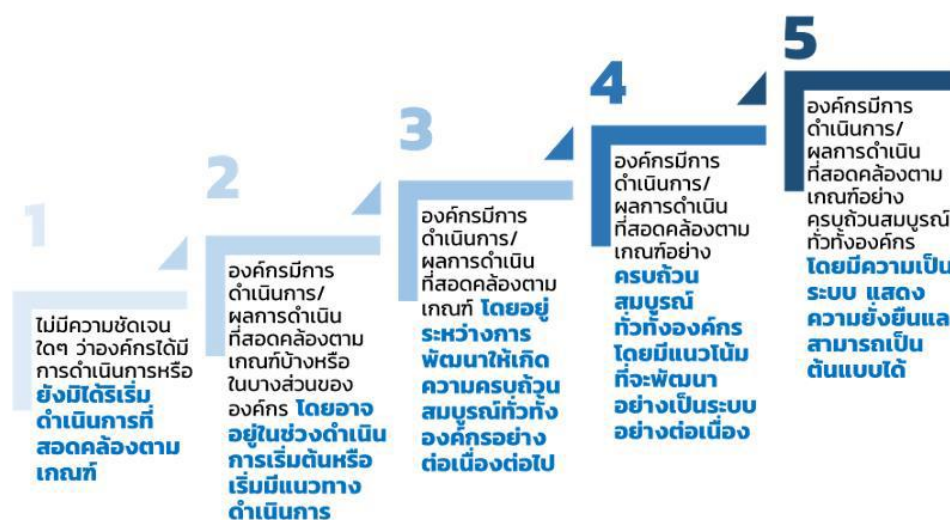 1
ไม่มีความชัดเจน
ใดๆ ว่าองค์กรได้มี
การดำเนินการหรือ
ยังมิได้ริเริ่ม
ดำเนินการที่
สอดคล้องตาม
เกณฑ์
2
องค์กรมีการ
ดำเนินการ/
ผลการดำเนิน
ที่สอดคล้องตาม
เกณฑ์บ้างหรือ
ในบางส่วนของ
องค์กร โดยอาจ
อยู่ในช่วงดำเนิน
การเริ่มต้นหรือ
เริ่มมีแนวทาง
ดำเนินการ
3
องค์กรมีการ
ดำเนินการ/
ผลการดำเนิน
ที่สอดคล้องตาม
เกณฑ์ โดยอยู่
ระหว่างการ
พัฒนาให้เกิด
ความครบถ้วน
สมบูรณ์ทั่วทั้ง
องค์กรอย่าง
ต่อเนื่องต่อไป
4
องค์กรมีการ
ดำเนินการ/
ผลการดำเนิน
ที่สอดคล้องตาม
เกณฑ์อย่าง
ครบถ้วน
สมบูรณ์
ทั่วทั้งองค์กร
โดยมีแนวโน้ม
ที่จะพัฒนา
อย่างเป็นระบบ
อย่างต่อเนื่อง
5
องค์กรมีการ
ดำเนินการ/
ผลการดำเนิน
ที่สอดคล้องตาม
เกณฑ์อย่าง
ครบถ้วนสมบูรณ์
ทั่วทั้งองค์กร
โดยมีความเป็น
ระบบ แสดง
ความยั่งยืนแล
สามารถเป็น
ต้นแบบได้